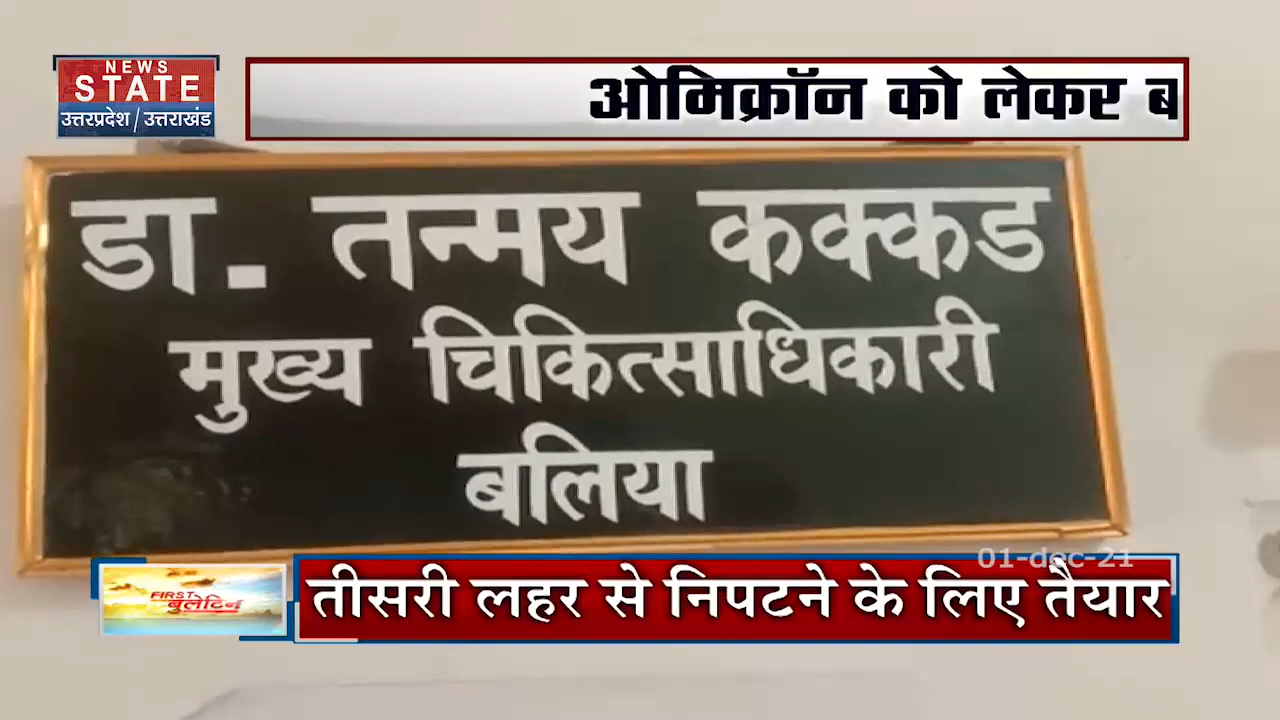 NEWS
STATE
उत्तरप्रदेश/उत्तराखंड
ओमिक्रॉन को लेकर ब
डा. तन्मय कक्कड
मुख्य चिकित्साधिकारी
बलिया
01-dec-21
FIRST
बुलेटिन
तीसरी लहर से निपटने के लिए तैयार